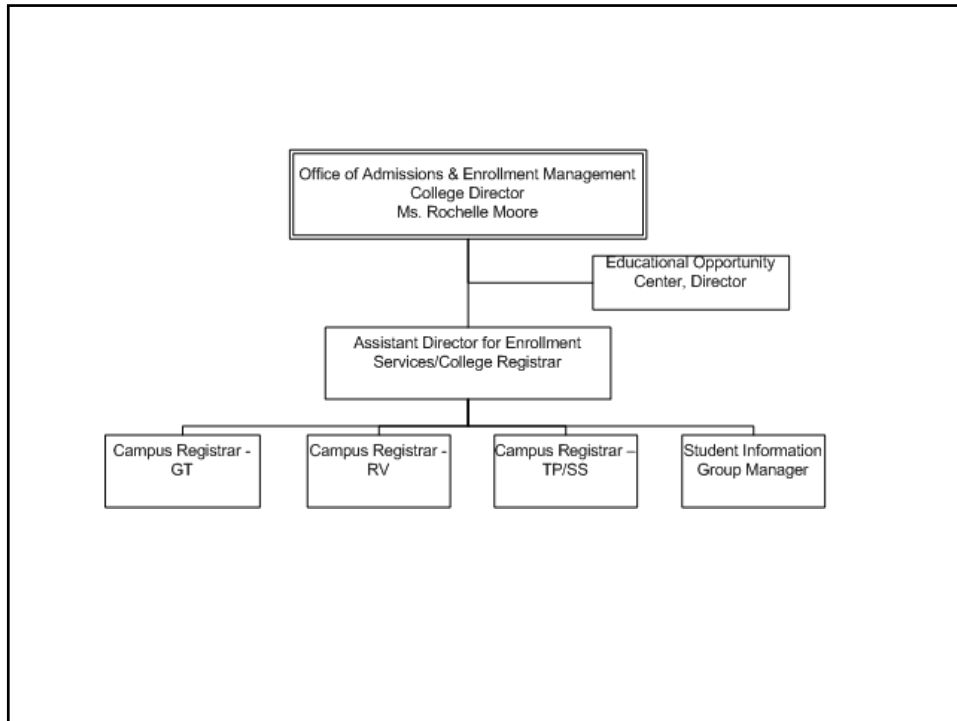 Office of Admissions & Enrollment Management
College Director
Ms. Rochelle Moore
Educational Opportunity
Center, Director
Assistant Director for Enrollment
Services/College Registrar
Campus Registrar -
GT
Campus Registrar -
RV
Campus Registrar –
TP/SS
Student Information
Group Manager